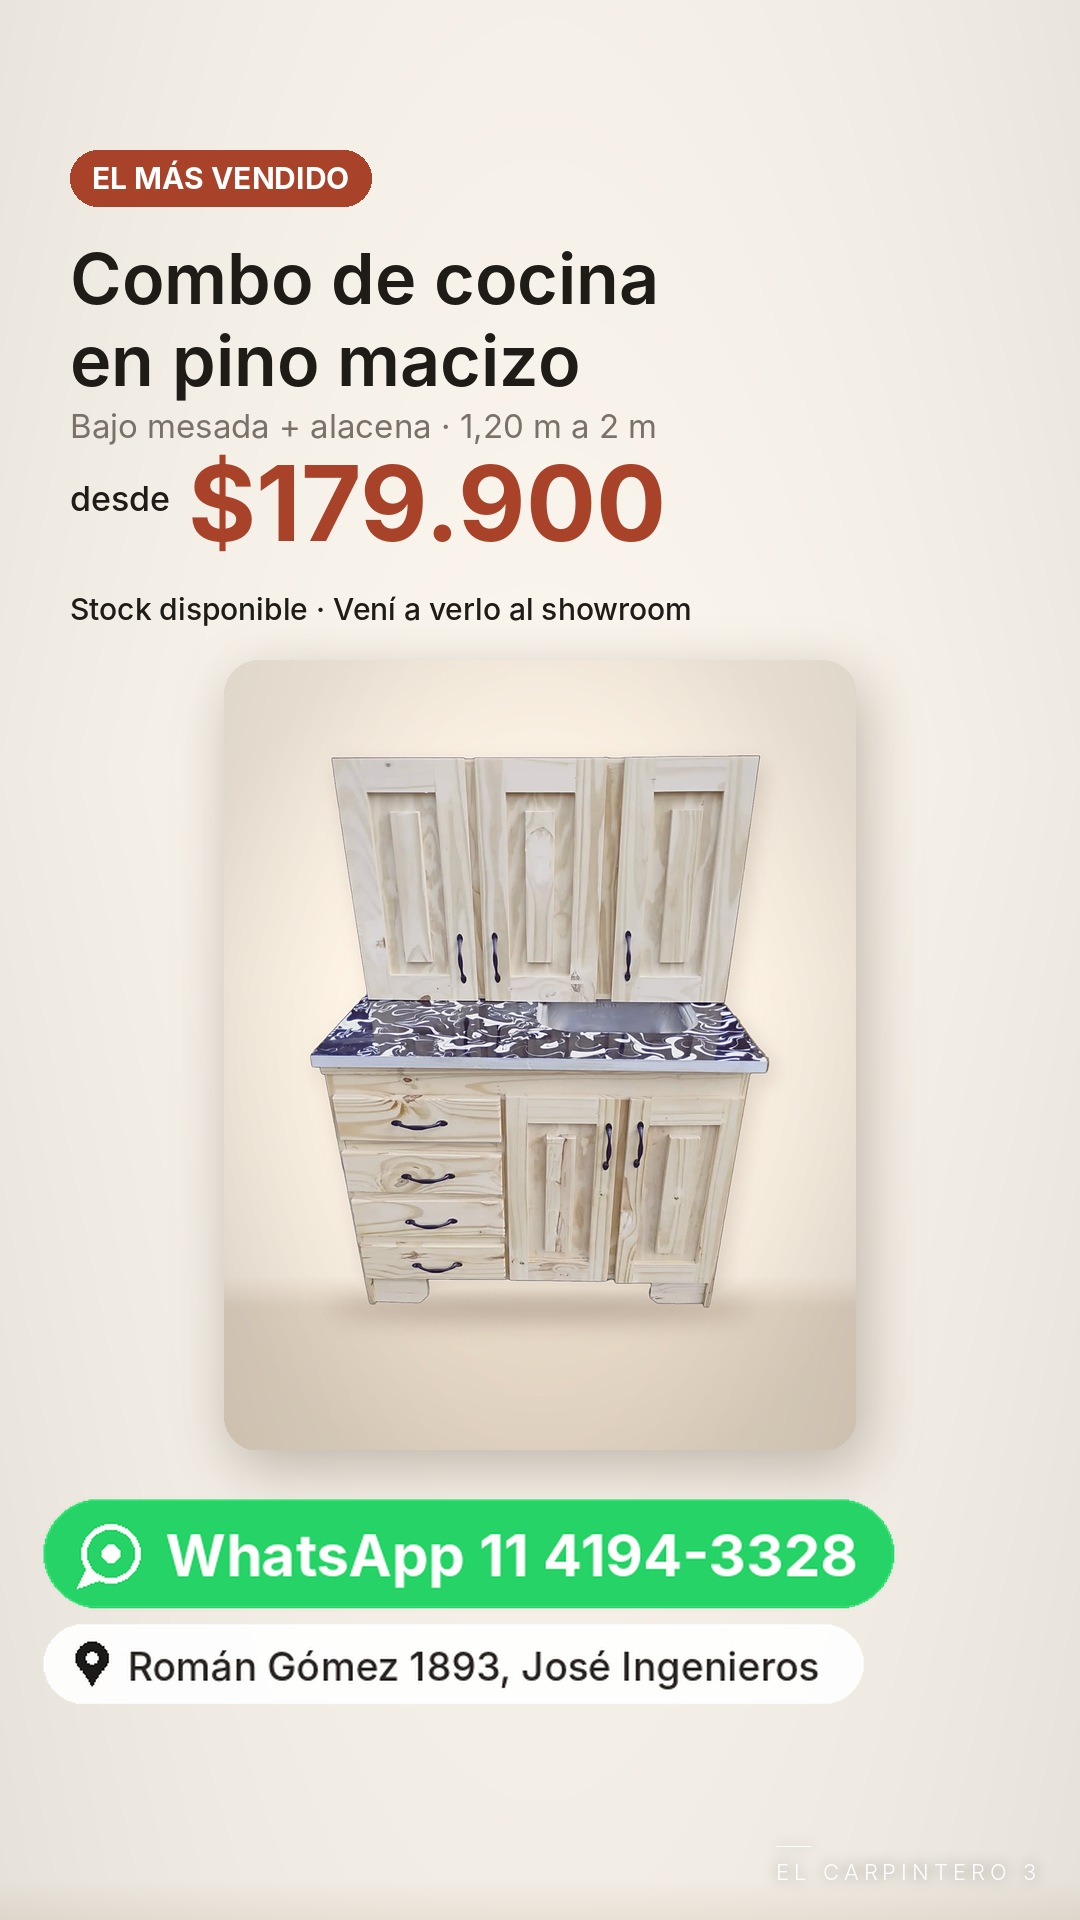 EL MÁS VENDIDO
Combo de cocina
en pino macizo
Bajo mesada + alacena · 1,20 m a 2 m
desde $179.900
Stock disponible · Vení a verlo al showroom
WhatsApp 11 4194-3328
Román Gómez 1893, José Ingenieros
EL CARPINTERO 3